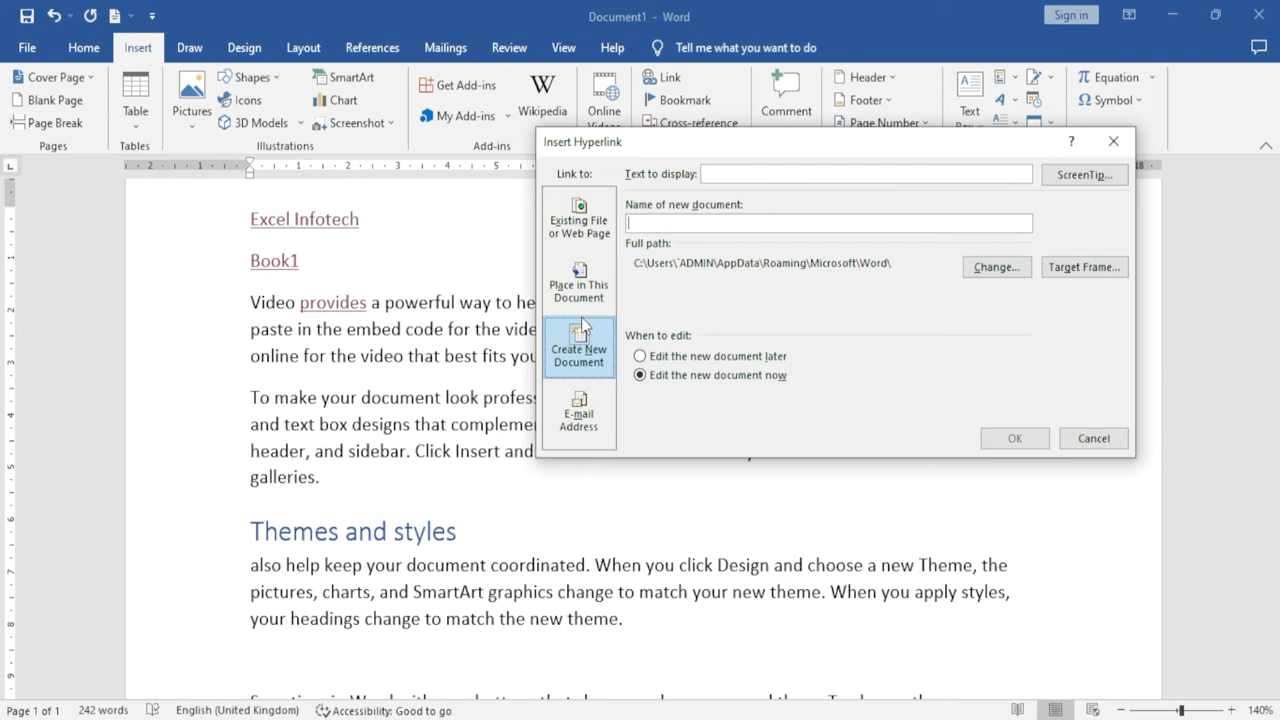 Document1 - Word
Sign in
File Home Insert Draw Design Layout References Mailings Review View Help Tell me what you want to do
Cover Page
Blank Page
Page Break
Pages
Table
Pictures
Shapes
Icons
3D Models
SmartArt
Chart
Screenshot
Illustrations
Get Add-ins
My Add-ins
Wikipedia
Add-ins
Online
Link
Bookmark
Cross-reference
Comment
Header
Footer
Page Number
Text
Equation
Symbol
Insert Hyperlink
Link to:
Text to display:
ScreenTip...
Existing File
or Web Page
Place in This
Document
Create New
Document
E-mail
Address
Name of new document:
Full path:
C:\Users\`ADMIN\AppData\Roaming\Microsoft\Word\
Change...
Target Frame...
When to edit:
Edit the new document later
Edit the new document now
OK
Cancel
Excel Infotech
Book1
Video provides a powerful way to he
paste in the embed code for the vide
online for the video that best fits you
To make your document look profes
and text box designs that complemen
header, and sidebar. Click Insert and
galleries.
Themes and styles
also help keep your document coordinated. When you click Design and choose a new Theme, the
pictures, charts, and SmartArt graphics change to match your new theme. When you apply styles,
your headings change to match the new theme.
Page 1 of 1 242 words English (United Kingdom) Accessibility: Good to go 140%